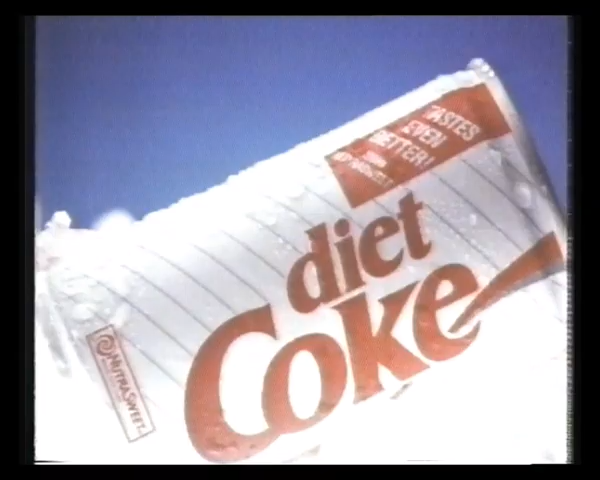 TASTES
EVEN
BETTER!
diet
Coke
NUTRASWEET